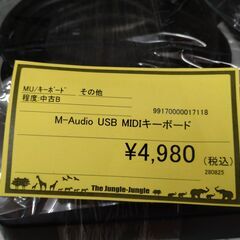 MU/キーボード その他
程度:中古B
99170000017118
M-Audio USB MIDIキーボード
¥4,980(税込)
280825
The Jungle-Jungle